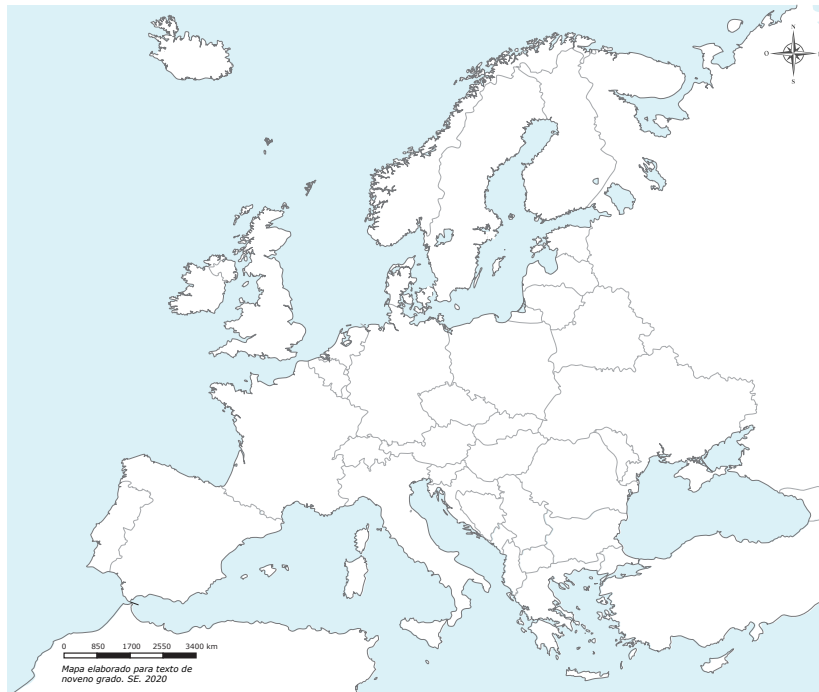 N
O
S
0 850 1700 2550 3400 km
Mapa elaborado para texto de
noveno grado. SE. 2020